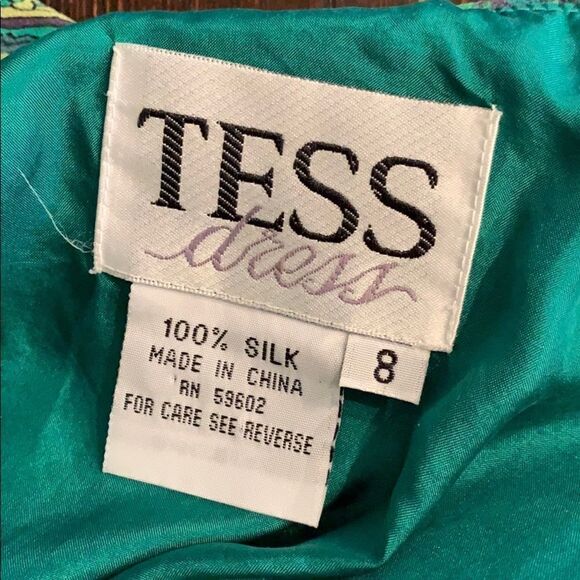 TESS
dress
8
100% SILK
MADE IN CHINA
RN 59602
FOR CARE SEE REVERSE